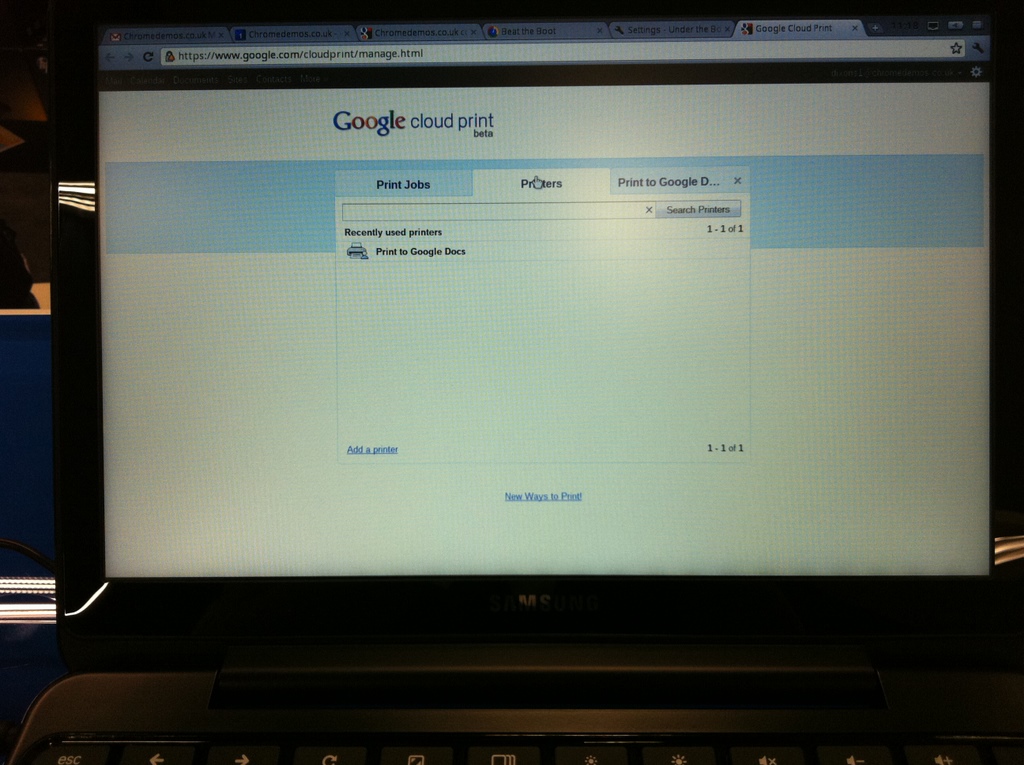 Chromedemos.co.uk M
Chromedemos.co.uk -
Chromedemos.co.uk c
Beat the Boot
Settings - Under the B
Google Cloud Print
https://www.google.com/cloudprint/manage.html
Mail Calendar Documents Sites Contacts More
Google cloud print
beta
Print Jobs
Printers
Print to Google D...
Search Printers
Recently used printers
1 - 1 of 1
Print to Google Docs
Add a printer
1 - 1 of 1
New Ways to Print!
SAMSUNG
esc